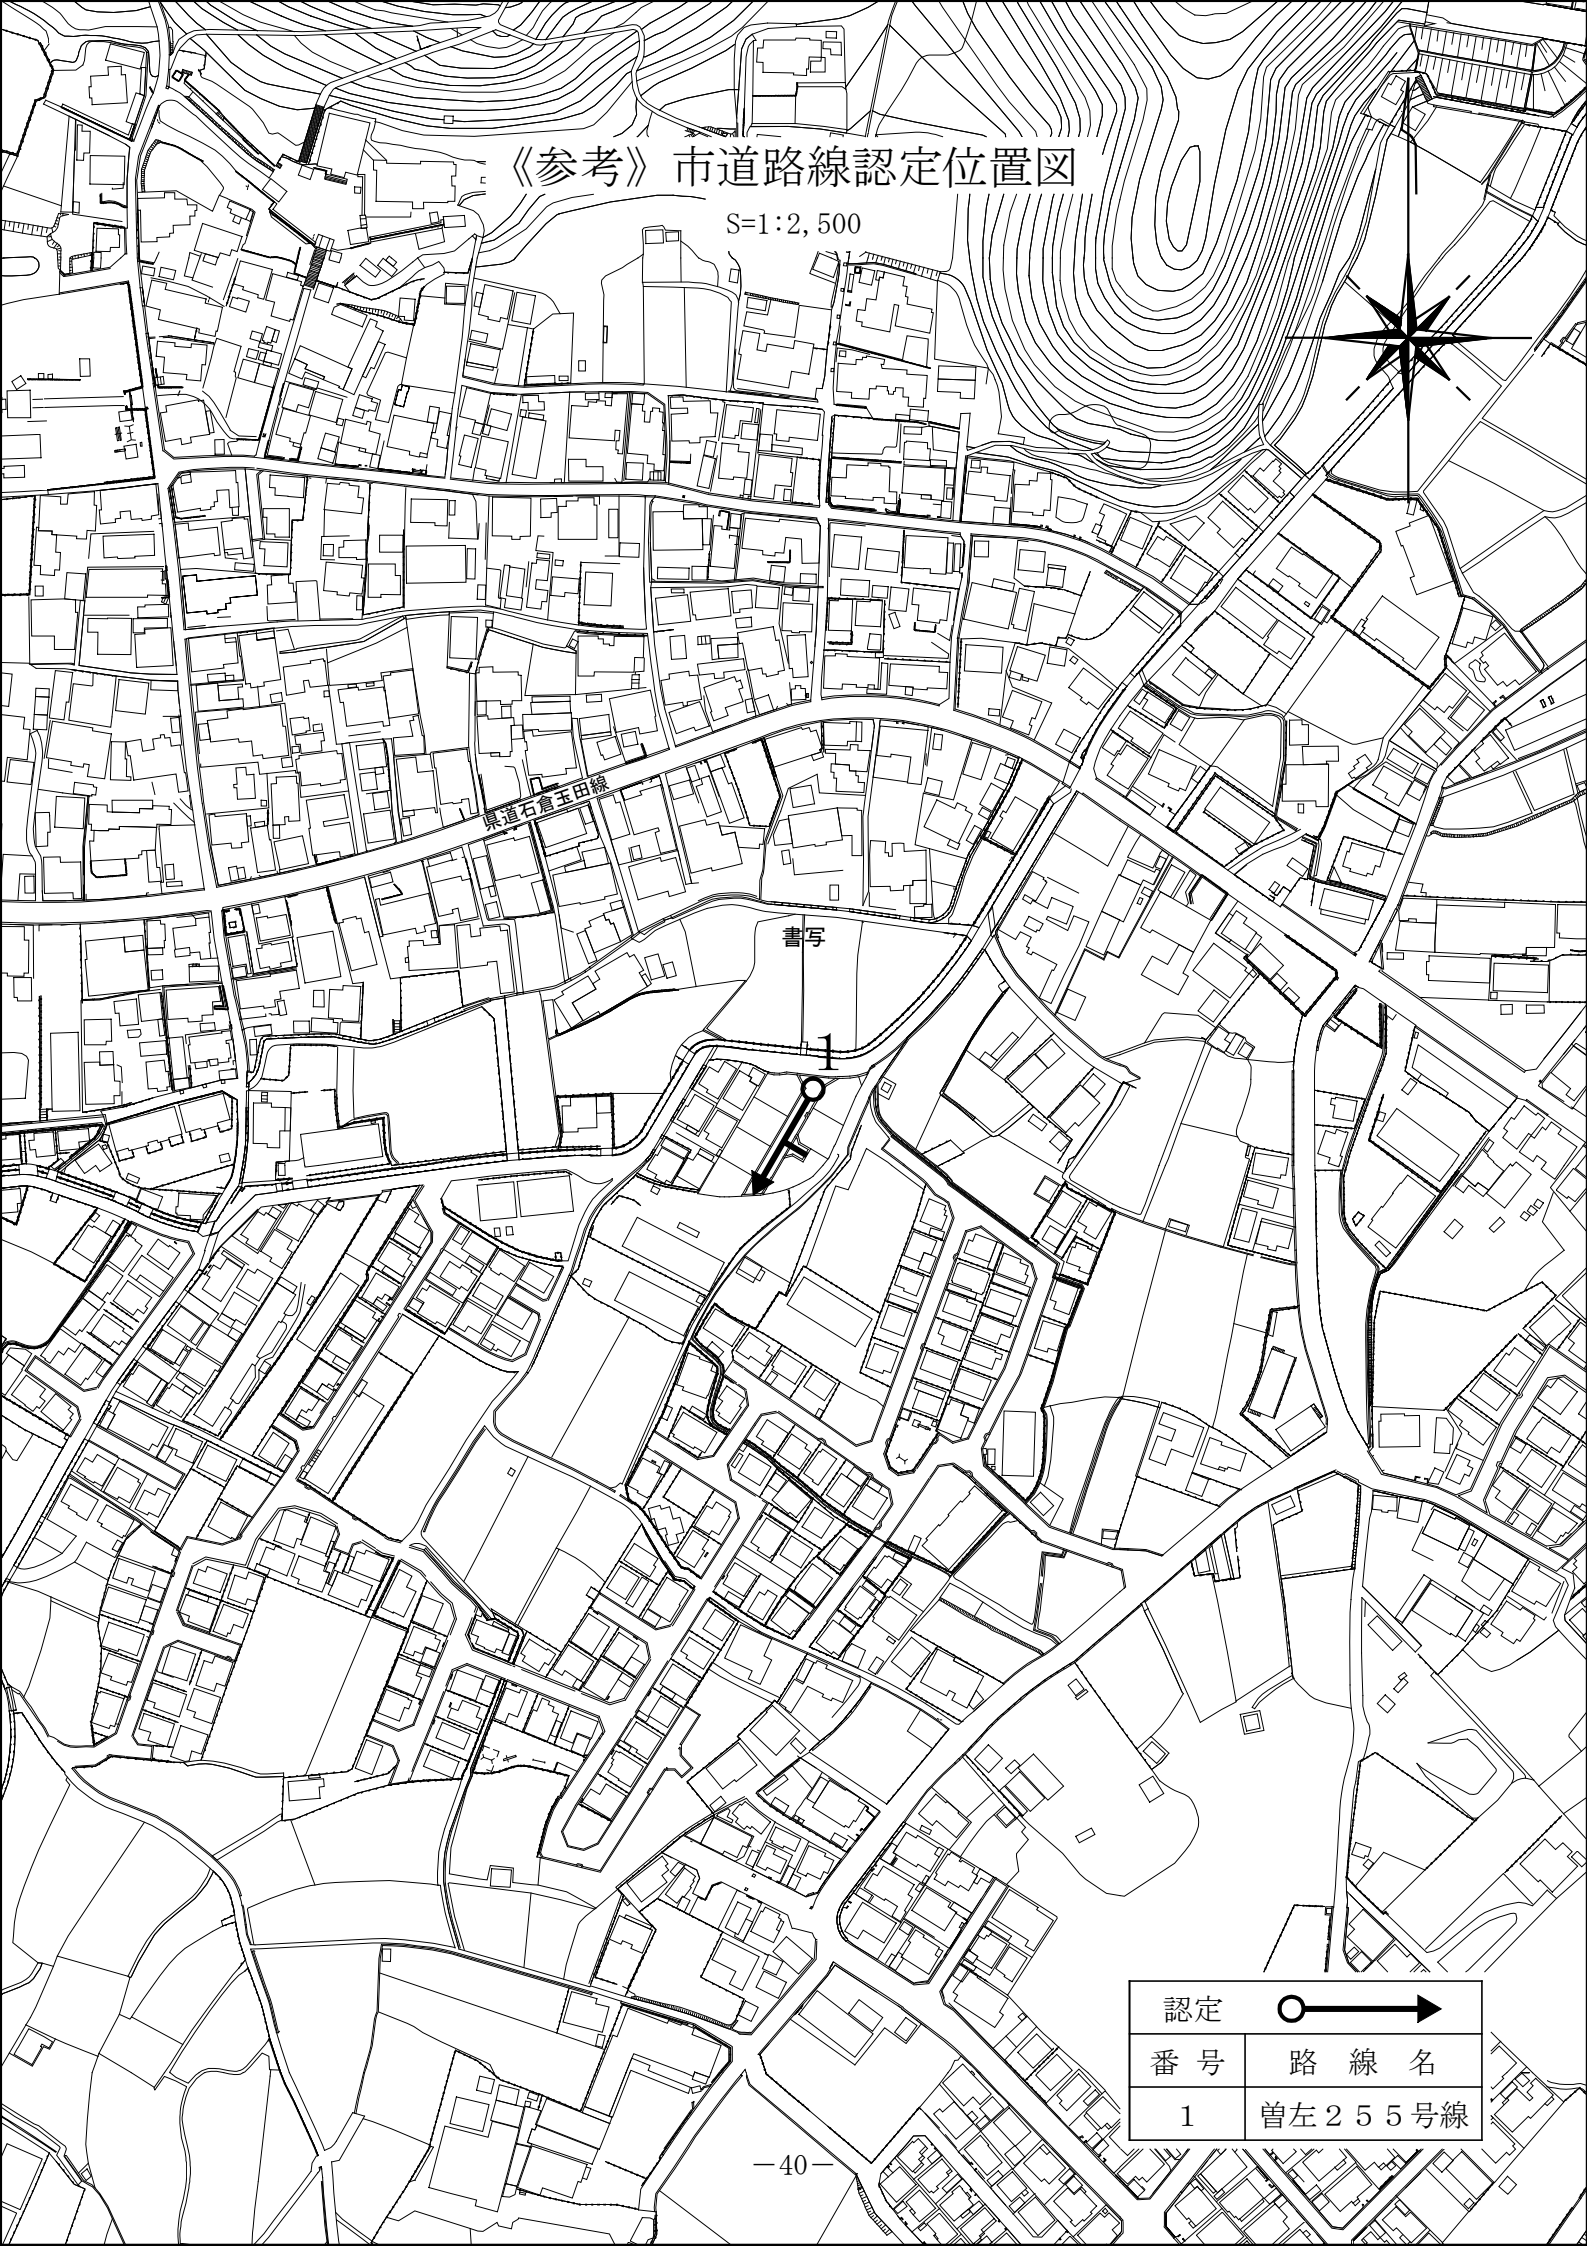 《参考》市道路線認定位置図
S=1:2,500
県道石倉玉田線
書写
1
認定
番号 路線名
1 曽左255号線
－40－